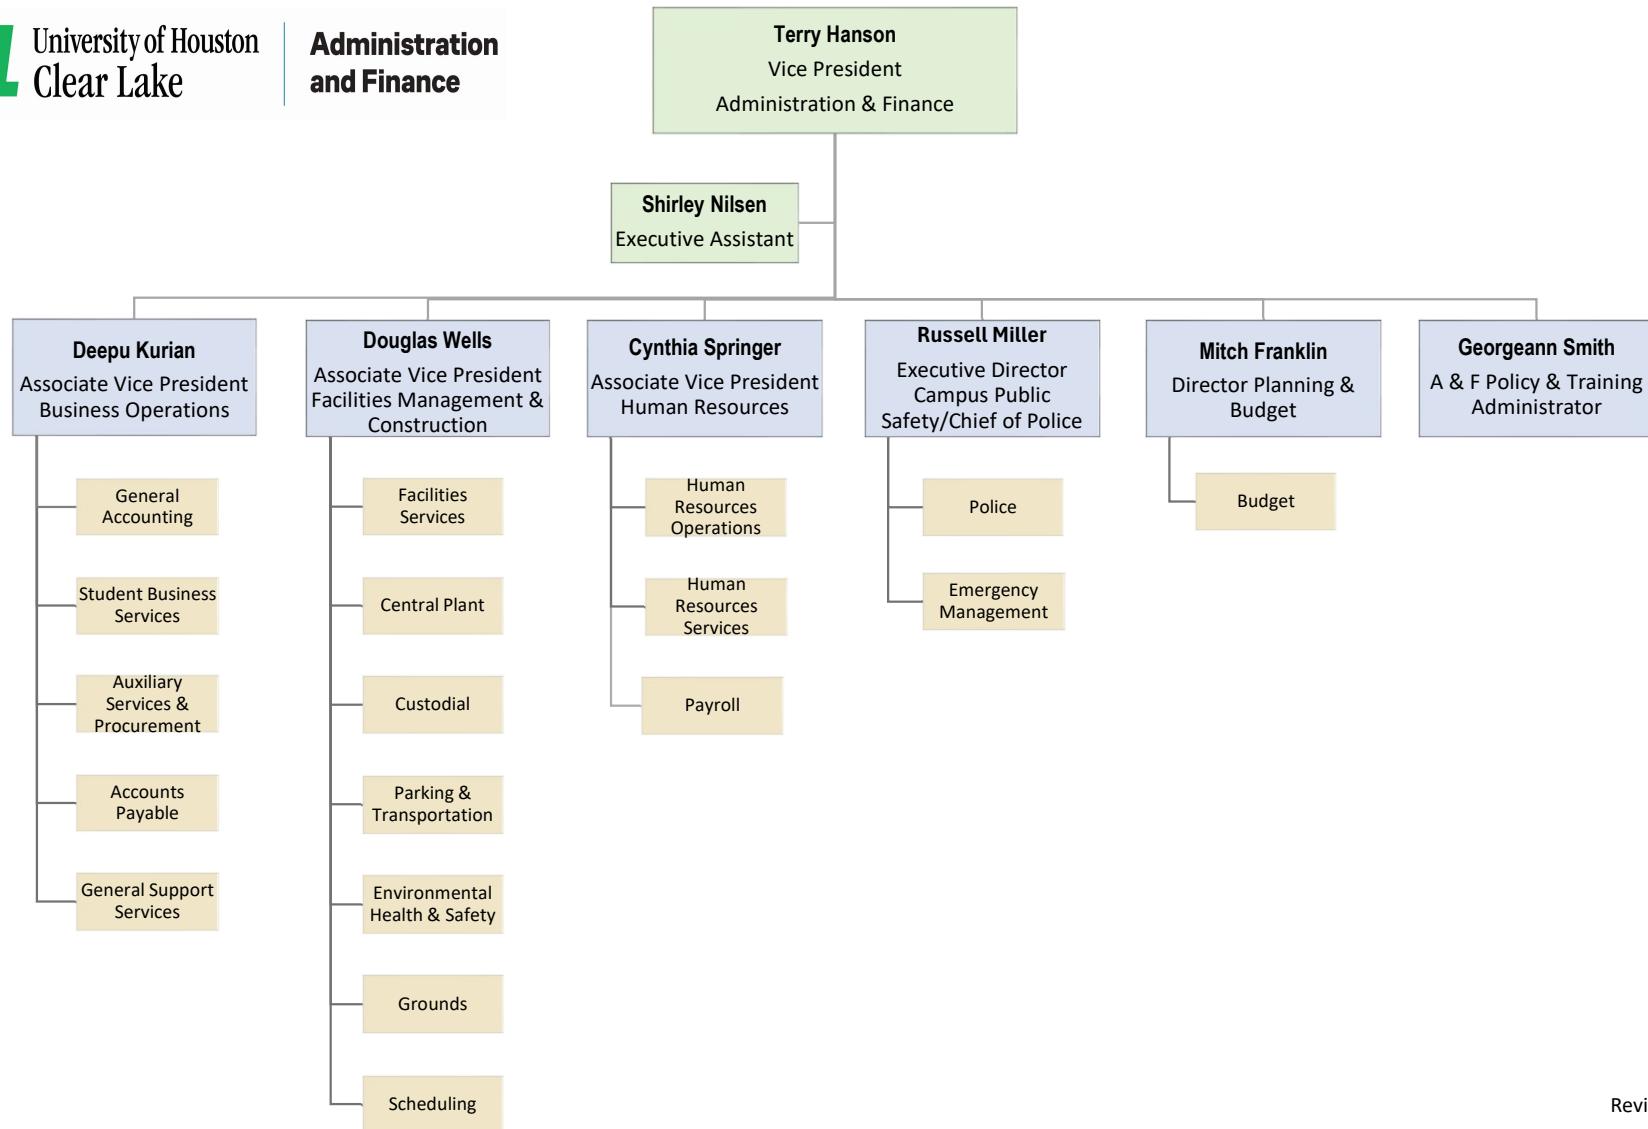 University of Houston
Clear Lake
Administration
and Finance
Terry Hanson
Vice President
Administration & Finance
Shirley Nilsen
Executive Assistant
Deepu Kurian
Associate Vice President
Business Operations
General
Accounting
Student Business
Services
Auxiliary
Services &
Procurement
Accounts
Payable
General Support
Services
Douglas Wells
Associate Vice President
Facilities Management &
Construction
Facilities
Services
Central Plant
Custodial
Parking &
Transportation
Environmental
Health & Safety
Grounds
Scheduling
Cynthia Springer
Associate Vice President
Human Resources
Human
Resources
Operations
Human
Resources
Services
Payroll
Russell Miller
Executive Director
Campus Public
Safety/Chief of Police
Police
Emergency
Management
Mitch Franklin
Director Planning &
Budget
Budget
Georgeann Smith
A & F Policy & Training
Administrator
Revi